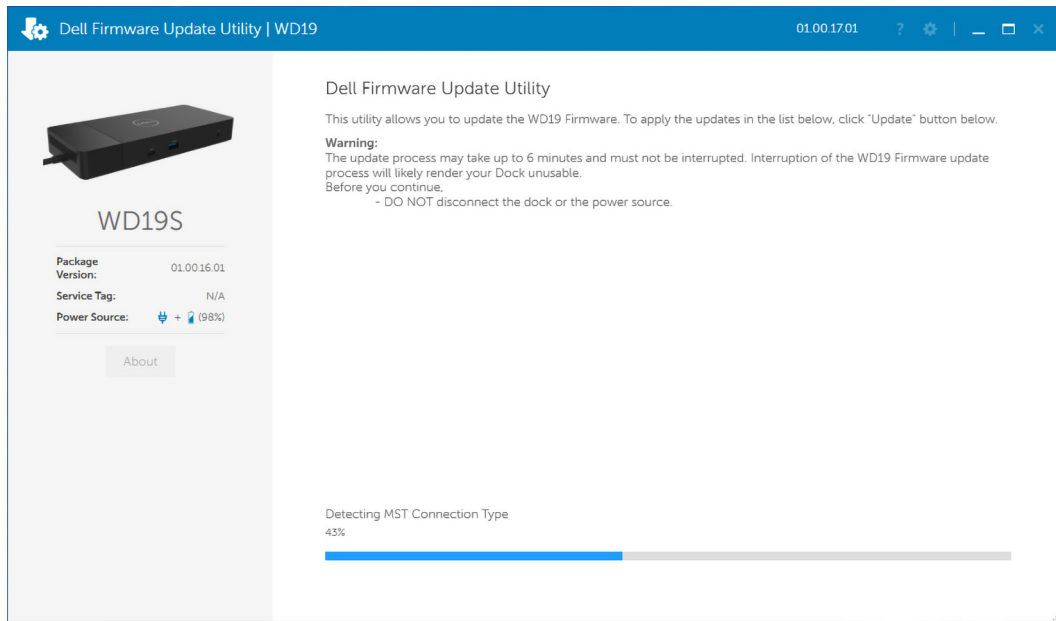 Dell Firmware Update Utility | WD19
01.00.17.01
?
Dell Firmware Update Utility
This utility allows you to update the WD19 Firmware. To apply the updates in the list below, click "Update" button below.
Warning:
The update process may take up to 6 minutes and must not be interrupted. Interruption of the WD19 Firmware update
process will likely render your Dock unusable.
Before you continue,
- DO NOT disconnect the dock or the power source.
WD19S
Package
Version: 01.00.16.01
Service Tag: N/A
Power Source: + (98%)
About
Detecting MST Connection Type
43%